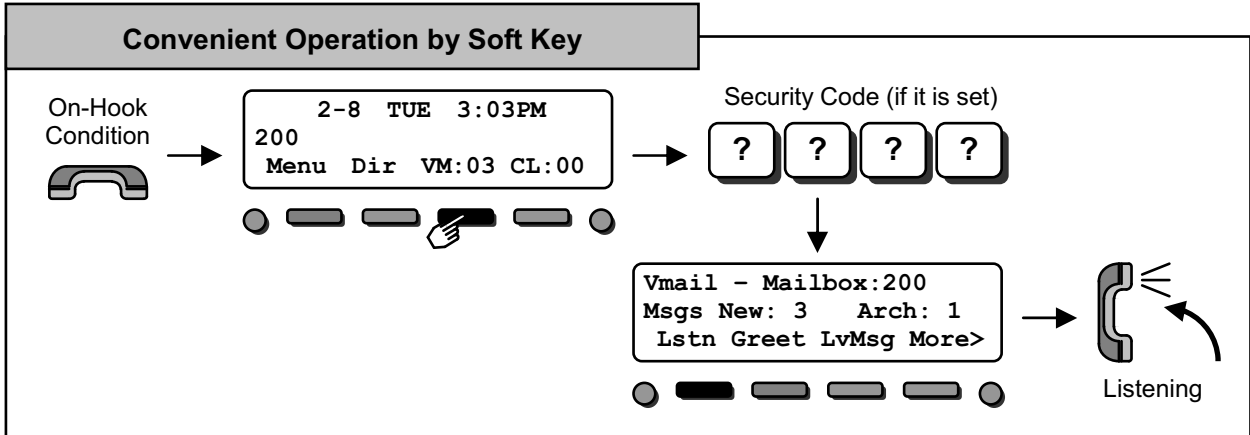 Convenient Operation by Soft Key
On-Hook
Condition
2-8 TUE 3:03PM
200
Menu Dir VM:03 CL:00
Security Code (if it is set)
? ? ? ?
Vmail – Mailbox:200
Msgs New: 3 Arch: 1
Lstn Greet LvMsg More>
Listening